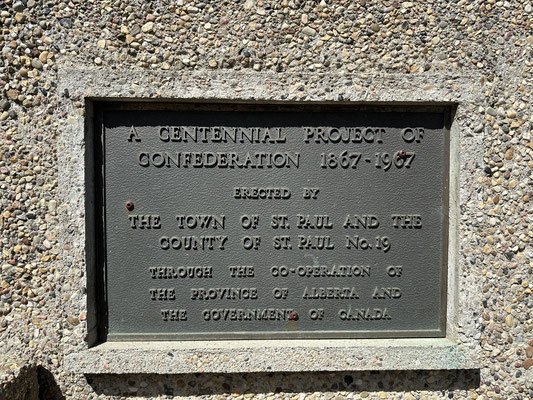 A CENTENNIAL PROJECT OF
CONFEDERATION 1867-1967
ERECTED BY
THE TOWN OF ST. PAUL AND THE
COUNTY OF ST. PAUL NO. 19
THROUGH THE CO-OPERATION OF
THE PROVINCE OF ALBERTA AND
THE GOVERNMENT OF CANADA